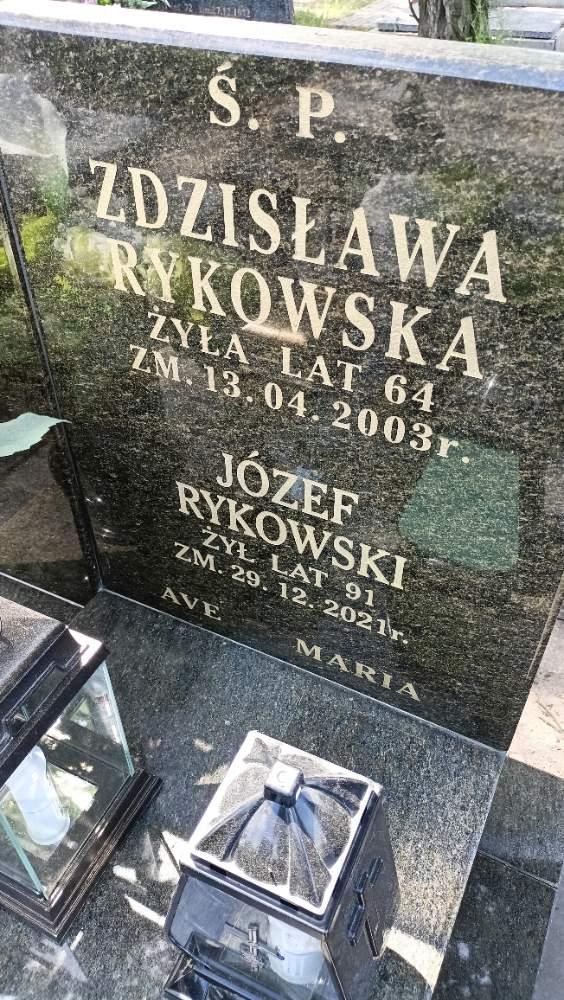 Ś. P.
ZDZISŁAWA
RYKOWSKA
ŻYŁA LAT 64
ZM. 13.04.2003r.
JÓZEF
RYKOWSKI
ŻYŁ LAT 91
ZM. 29.12.2021r.
AVE MARIA